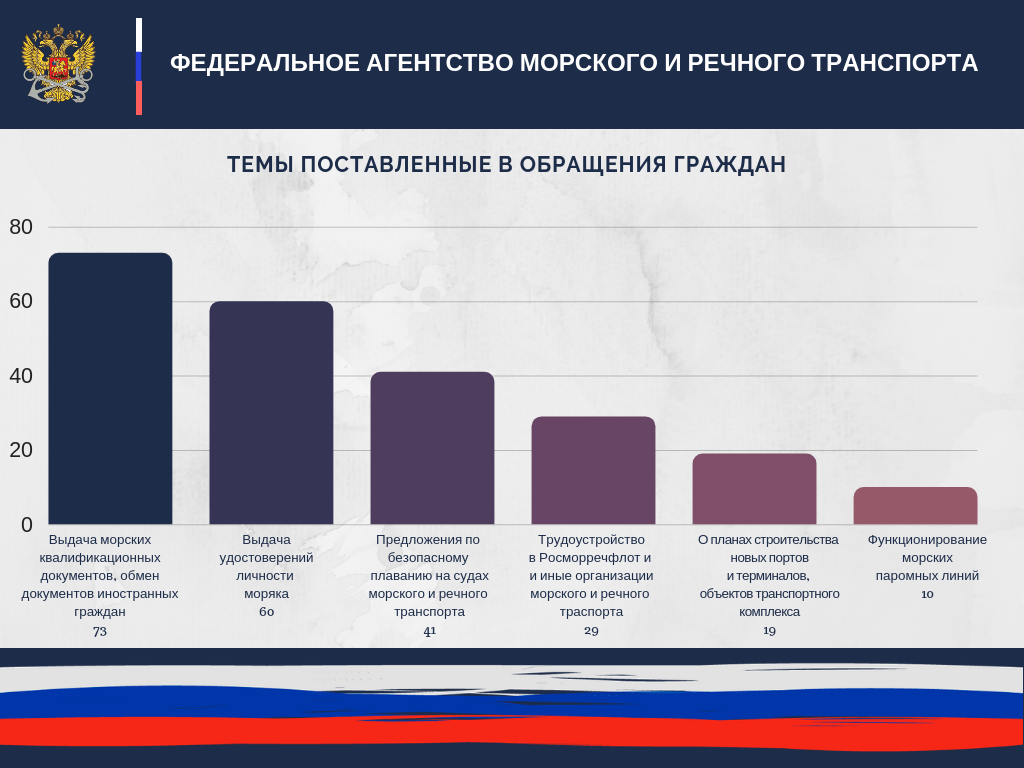 ФЕДЕРАЛЬНОЕ АГЕНТСТВО МОРСКОГО И РЕЧНОГО ТРАНСПОРТА
ТЕМЫ ПОСТАВЛЕННЫЕ В ОБРАЩЕНИЯ ГРАЖДАН
80
60
40
20
0
Выдача морских
квалификационных
документов, обмен
документов иностранных
граждан
73
Выдача
удостоверений
личности
моряка
60
Предложения по
безопасному
плаванию на судах
морского и речного
транспорта
41
Трудоустройство
в Росморречфлот и
и иные организации
морского и речного
траспорта
29
О планах строительства
новых портов
и терминалов,
объектов транспортного
комплекса
19
Функционирование
морских
паромных линий
10